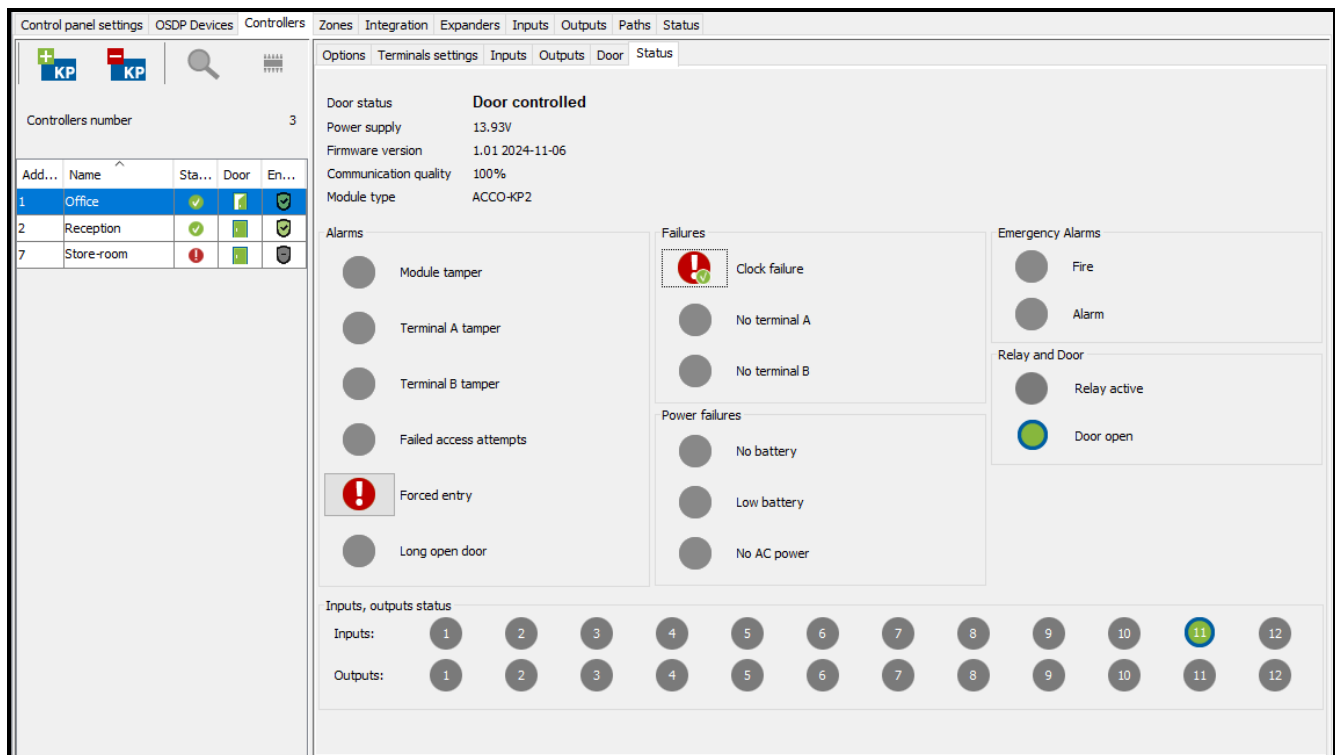 Control panel settings OSDP Devices Controllers Zones Integration Expanders Inputs Outputs Paths Status
KP KP
Controllers number 3
Add... Name Sta... Door En...
1 Office
2 Reception
7 Store-room
Options Terminals settings Inputs Outputs Door Status
Door status Door controlled
Power supply 13.93V
Firmware version 1.01 2024-11-06
Communication quality 100%
Module type ACCO-KP2
Alarms
Module tamper
Terminal A tamper
Terminal B tamper
Failed access attempts
Forced entry
Long open door
Failures
Clock failure
No terminal A
No terminal B
Power failures
No battery
Low battery
No AC power
Emergency Alarms
Fire
Alarm
Relay and Door
Relay active
Door open
Inputs, outputs status
Inputs: 1 2 3 4 5 6 7 8 9 10 11 12
Outputs: 1 2 3 4 5 6 7 8 9 10 11 12